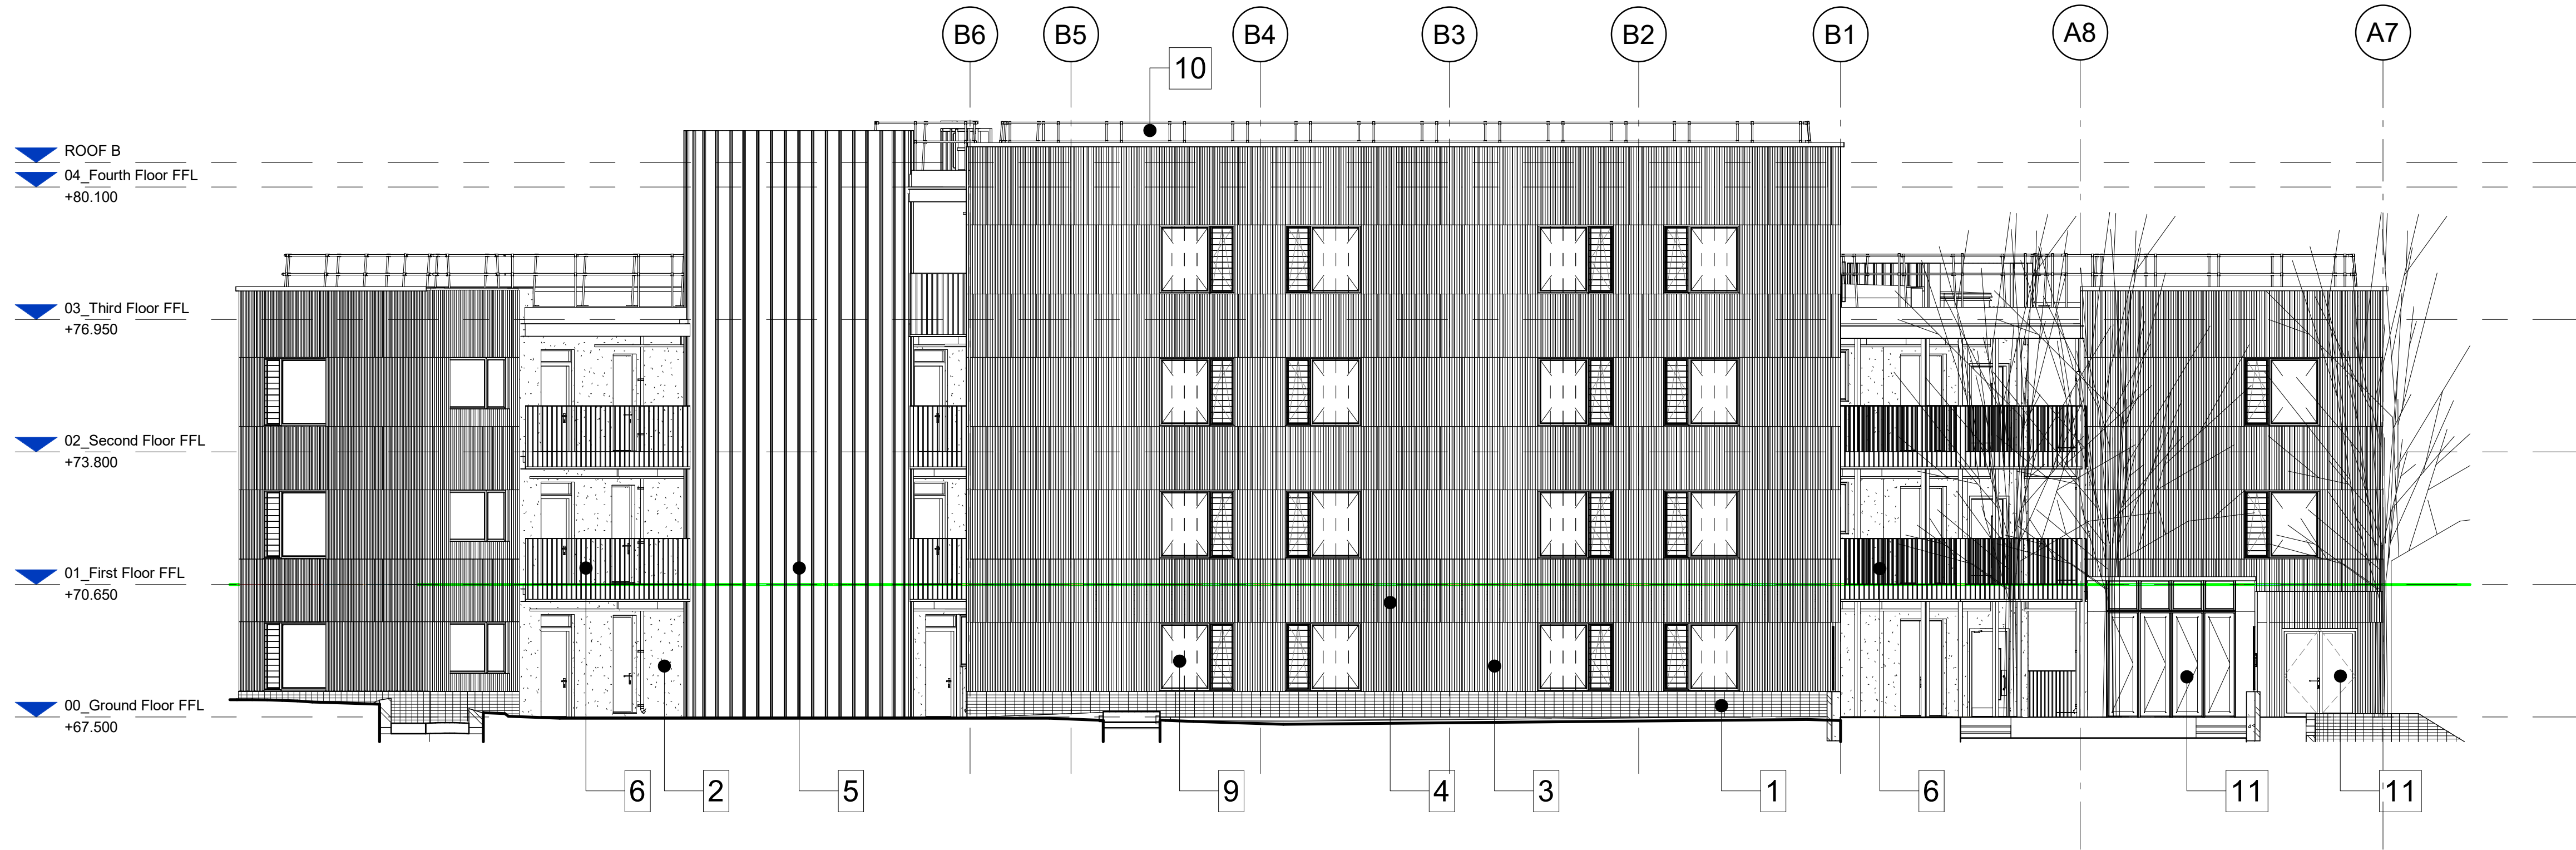 B6
B5
B4
B3
B2
B1
A8
A7
10
ROOF B
04_Fourth Floor FFL
+80.100
03_Third Floor FFL
+76.950
02_Second Floor FFL
+73.800
01_First Floor FFL
+70.650
00_Ground Floor FFL
+67.500
6
2
5
9
4
3
1
6
11
11